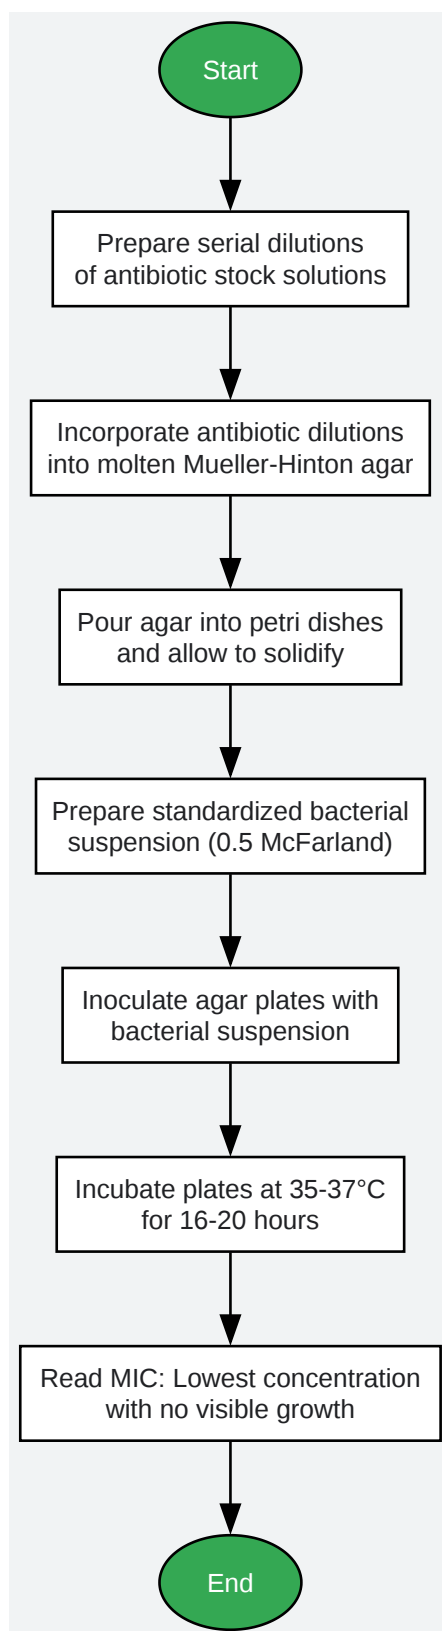 Start
Prepare serial dilutions
of antibiotic stock solutions
Incorporate antibiotic dilutions
into molten Mueller-Hinton agar
Pour agar into petri dishes
and allow to solidify
Prepare standardized bacterial
suspension (0.5 McFarland)
Inoculate agar plates with
bacterial suspension
Incubate plates at 35-37°C
for 16-20 hours
Read MIC: Lowest concentration
with no visible growth
End